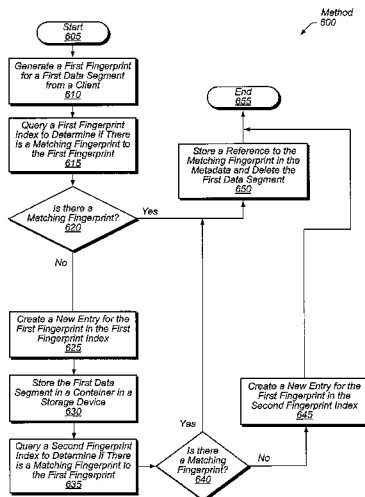 Method
600
Start
605
Generate a First Fingerprint
for a First Data Segment
from a Client
610
Query a First Fingerprint
Index to Determine if There
is a Matching Fingerprint to
the First Fingerprint
615
Is there a
Matching Fingerprint?
620
Yes
No
Create a New Entry for the
First Fingerprint in the First
Fingerprint Index
625
Store the First Data
Segment in a Container in a
Storage Device
630
Query a Second Fingerprint
Index to Determine if There
is a Matching Fingerprint to
the First Fingerprint
635
Is there a
Matching
Fingerprint?
640
Yes
No
Create a New Entry for the
First Fingerprint in the
Second Fingerprint Index
645
Store a Reference to the
Matching Fingerprint in the
Metadata and Delete the
First Data Segment
650
End
655